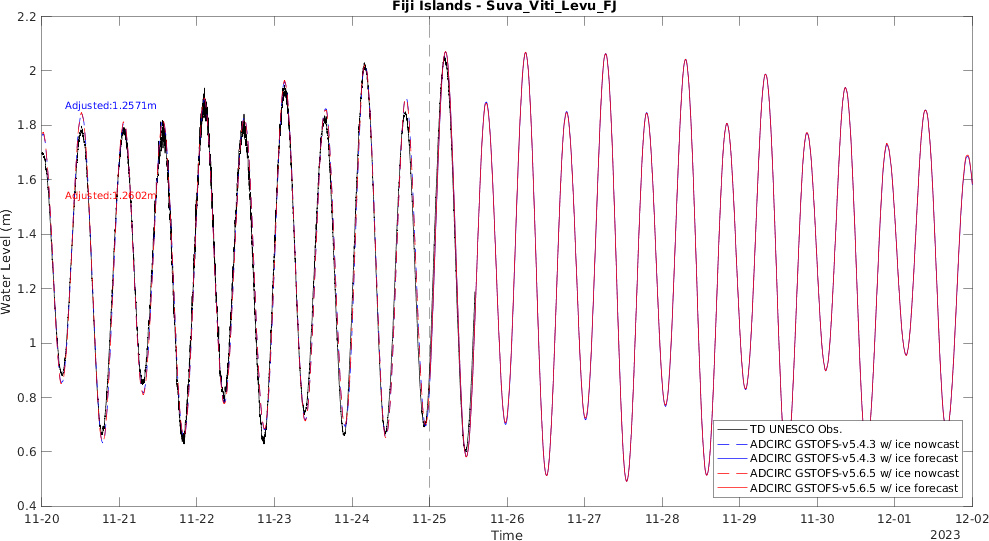 Fiji Islands - Suva_Viti_Levu_FJ
2.2
2
1.8
1.6
1.4
1.2
1
0.8
0.6
0.4
Water Level (m)
Adjusted:1.2571m
Adjusted:1.2602m
TD UNESCO Obs.
ADCIRC GSTOFS-v5.4.3 w/ ice nowcast
ADCIRC GSTOFS-v5.4.3 w/ ice forecast
ADCIRC GSTOFS-v5.6.5 w/ ice nowcast
ADCIRC GSTOFS-v5.6.5 w/ ice forecast
11-20 11-21 11-22 11-23 11-24 11-25 11-26 11-27 11-28 11-29 11-30 12-01 12-02
Time
2023